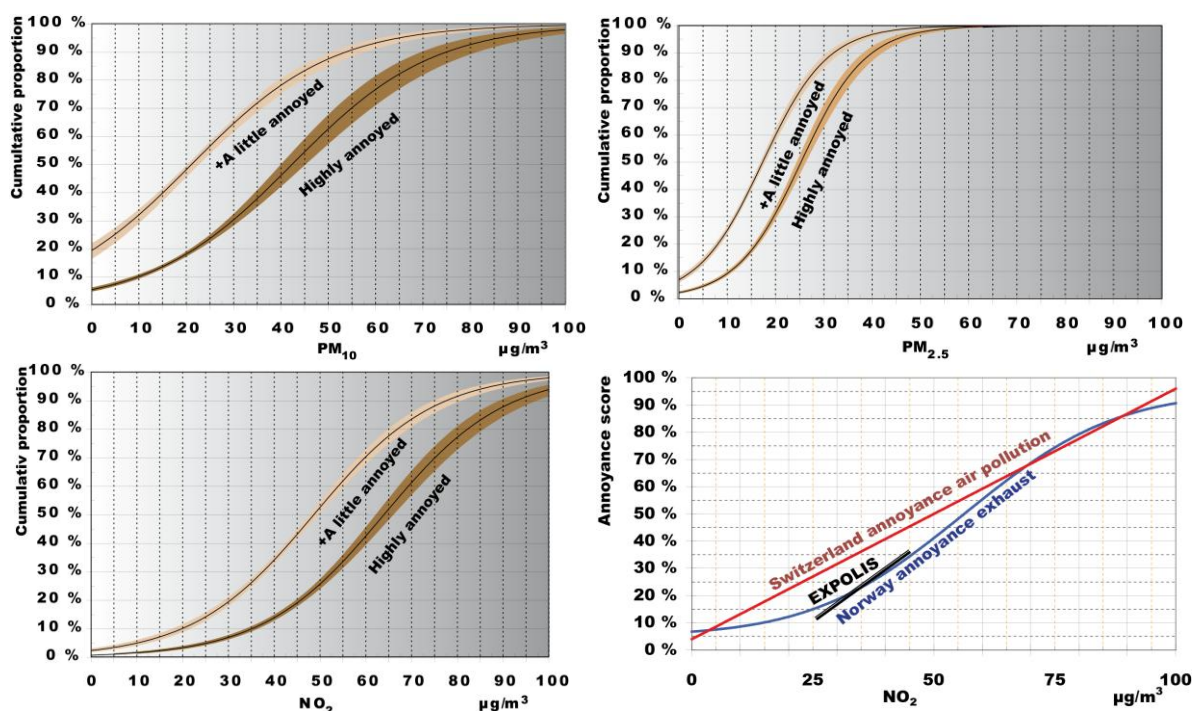 Cumultative proportion
100 %
90 %
80 %
70 %
60 %
50 %
40 %
30 %
20 %
10 %
0 %
+A little annoyed
Highly annoyed
0 10 20 30 40 50 60 70 80 90 100
PM10 µg/m³
Cumulative proportion
100 %
90 %
80 %
70 %
60 %
50 %
40 %
30 %
20 %
10 %
0 %
+A little annoyed
Highly annoyed
0 10 20 30 40 50 60 70 80 90 100
PM2.5 µg/m³
Cumulativ proportion
100 %
90 %
80 %
70 %
60 %
50 %
40 %
30 %
20 %
10 %
0 %
+A little annoyed
Highly annoyed
0 10 20 30 40 50 60 70 80 90 100
NO2 µg/m³
Annoyance score
100 %
90 %
80 %
70 %
60 %
50 %
40 %
30 %
20 %
10 %
0 %
Switzerland annoyance air pollution
EXPOLIS
Norway annoyance exhaust
0 25 50 75 100
NO2 µg/m³